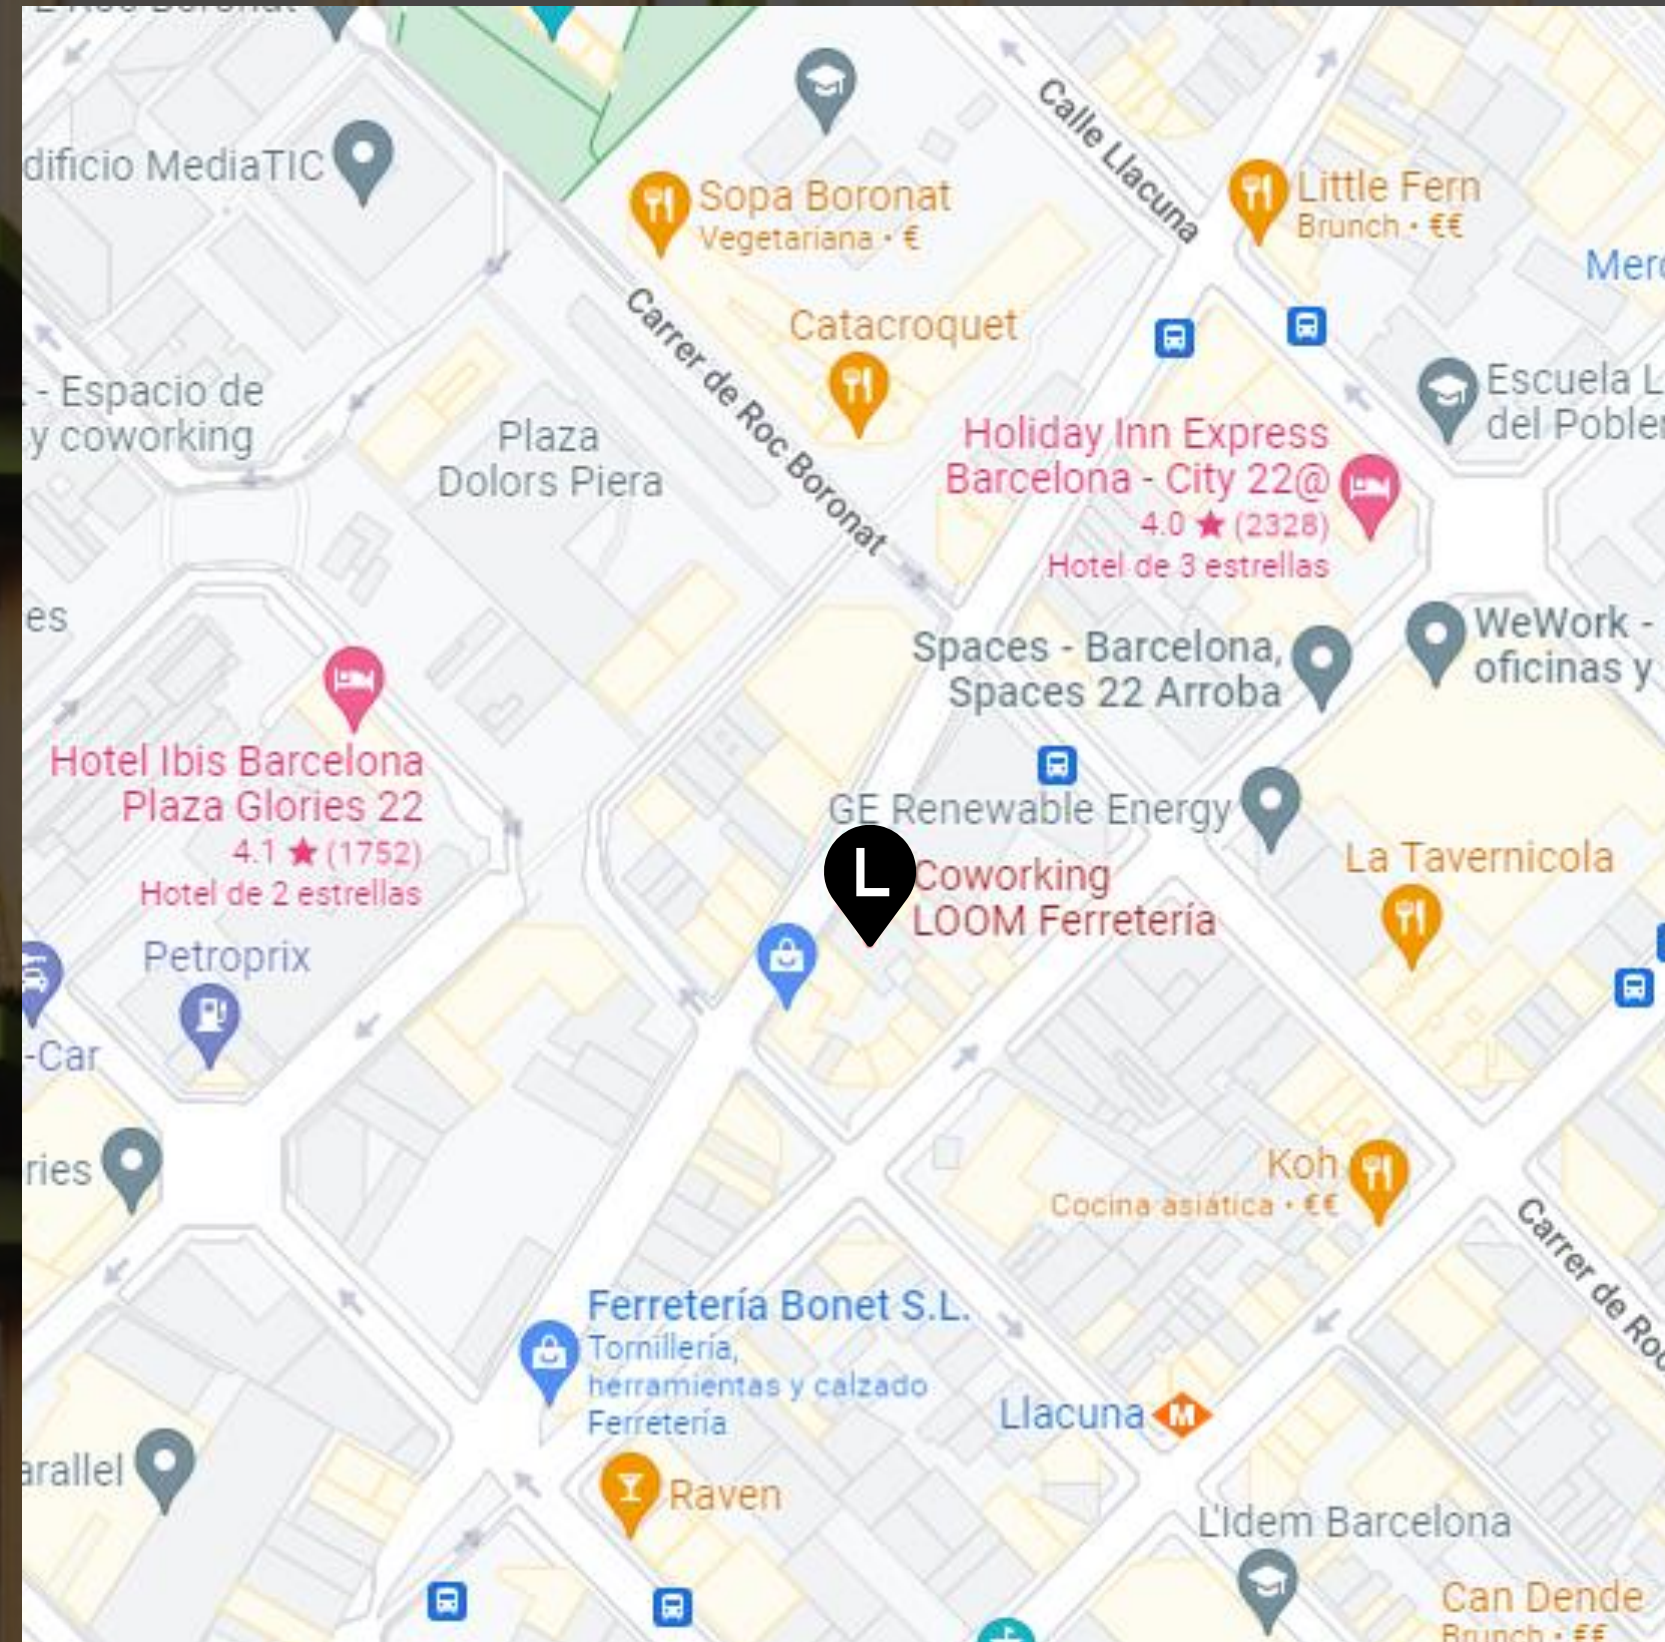 dificio MediaTIC
Sopa Boronat
Vegetariana • €
Calle Llacuna
Little Fern
Brunch • €€
Catacroquet
Carrer de Roc Boronat
- Espacio de
y coworking
Plaza
Dolors Piera
Holiday Inn Express
Barcelona - City 22@
4.0 ★ (2328)
Hotel de 3 estrellas
Escuela L
del Poble
es
Spaces - Barcelona,
Spaces 22 Arroba
WeWork -
oficinas y
Hotel Ibis Barcelona
Plaza Glories 22
4.1 ★ (1752)
Hotel de 2 estrellas
GE Renewable Energy
L
Coworking
LOOM Ferretería
La Tavernicola
Petroprix
-Car
ries
Koh
Cocina asiática • €€
Carrer de Roc
Ferretería Bonet S.L.
Tornillería,
herramientas y calzado
Ferretería
Llacuna
M
arallel
Raven
L'Idem Barcelona
Can Dende
Brunch • €€